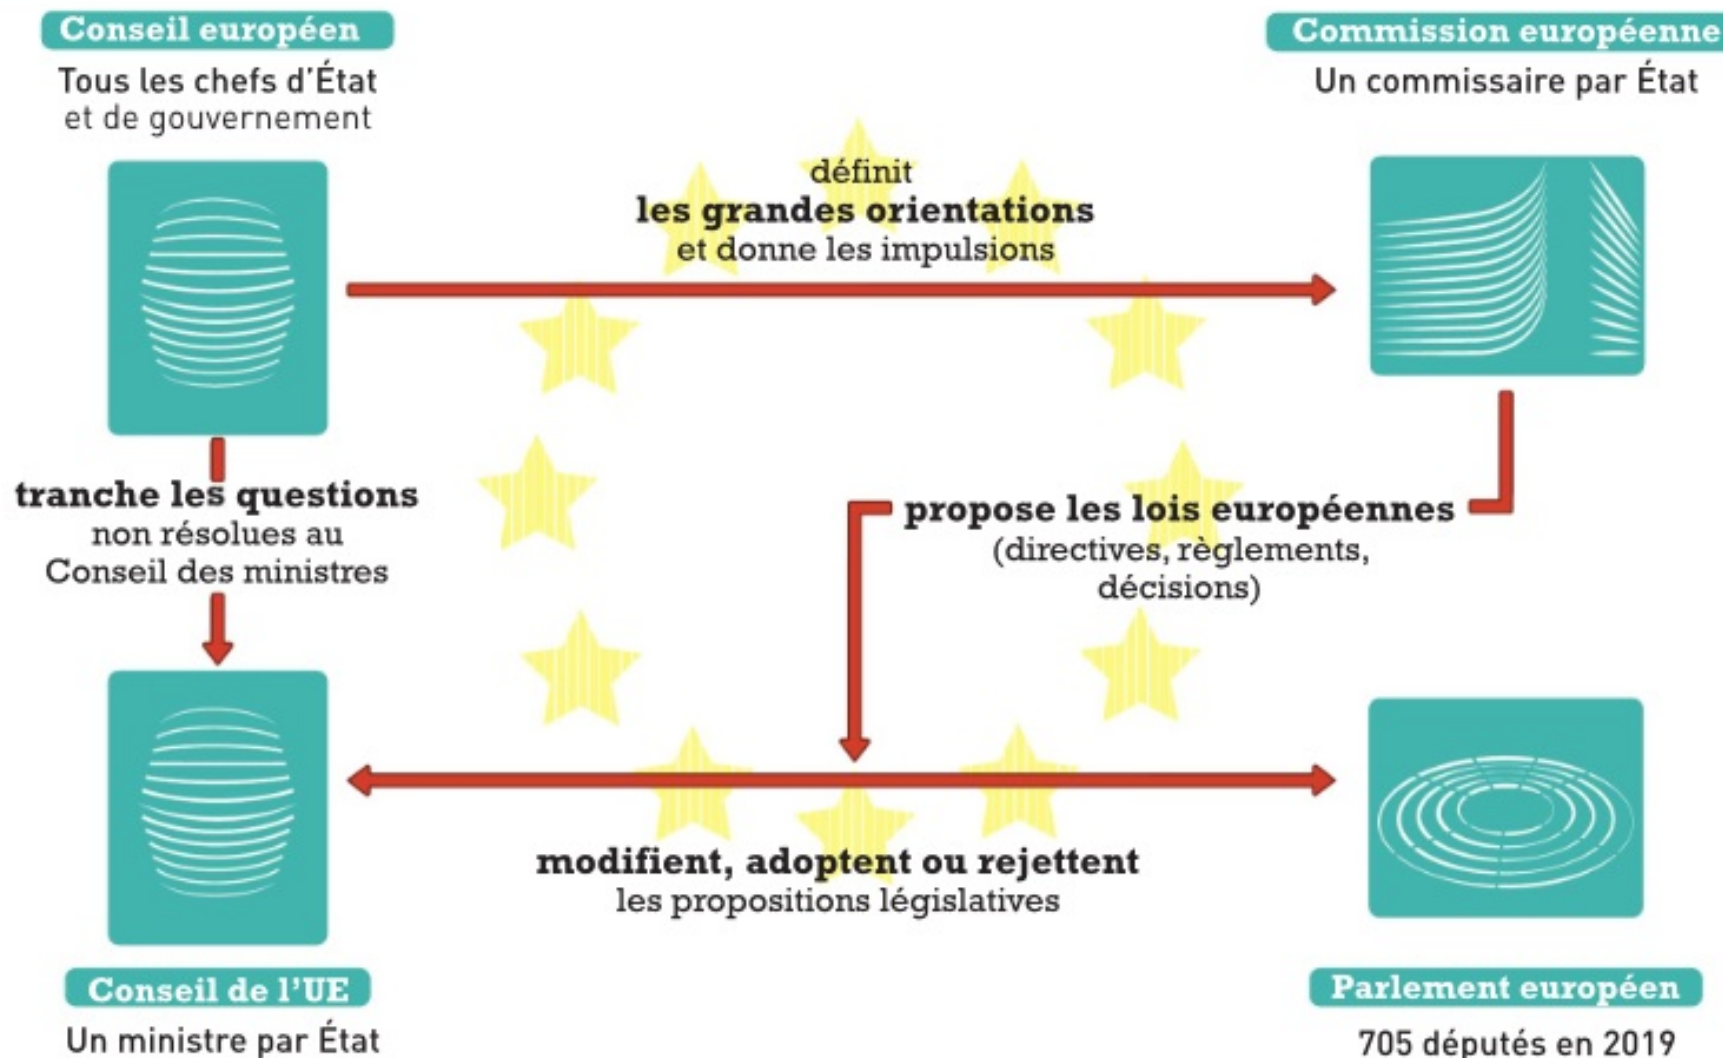 Conseil européen
Tous les chefs d'État
et de gouvernement
Commission européenne
Un commissaire par État
définit
les grandes orientations
et donne les impulsions
tranche les questions
non résolues au
Conseil des ministres
propose les lois européennes
(directives, règlements,
décisions)
modifient, adoptent ou rejettent
les propositions législatives
Conseil de l'UE
Un ministre par État
Parlement européen
705 députés en 2019